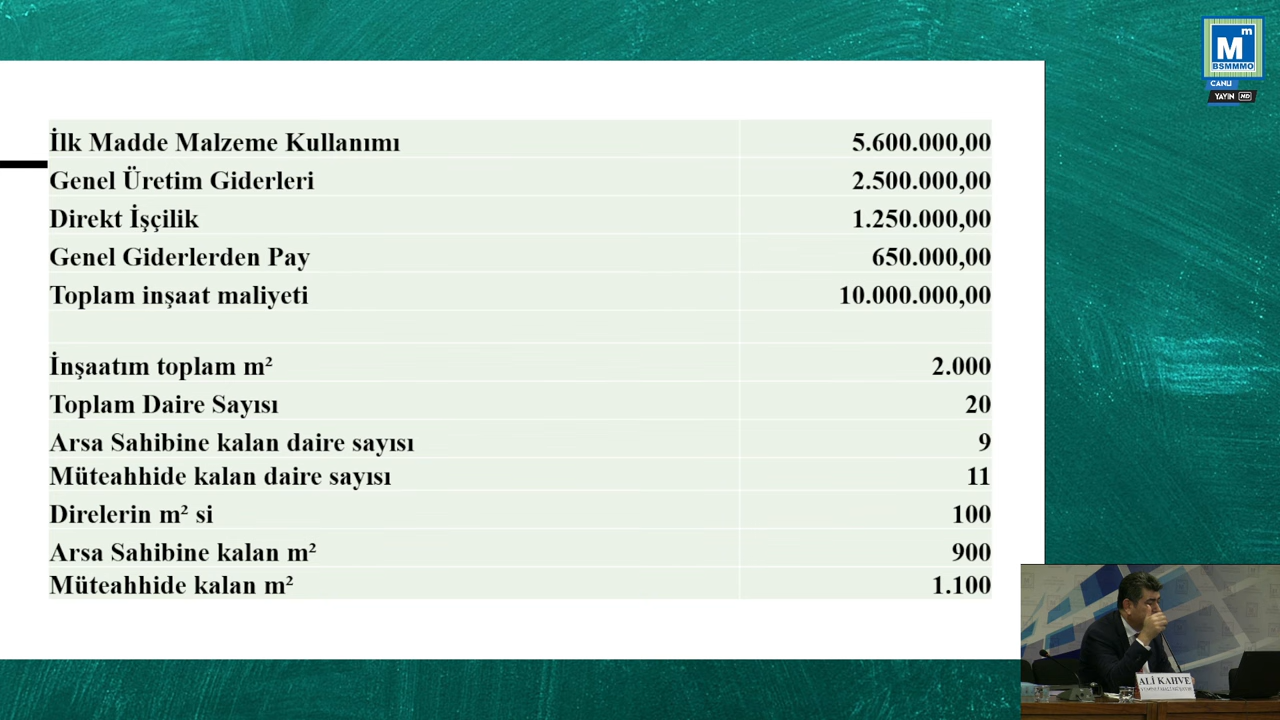 m
M
BSMMMO
CANLI
YAYIN HD
İlk Madde Malzeme Kullanımı 5.600.000,00
Genel Üretim Giderleri 2.500.000,00
Direkt İşçilik 1.250.000,00
Genel Giderlerden Pay 650.000,00
Toplam inşaat maliyeti 10.000.000,00
İnşaatım toplam m² 2.000
Toplam Daire Sayısı 20
Arsa Sahibine kalan daire sayısı 9
Müteahhide kalan daire sayısı 11
Direlerin m² si 100
Arsa Sahibine kalan m² 900
Müteahhide kalan m² 1.100
ALİ KAHVE